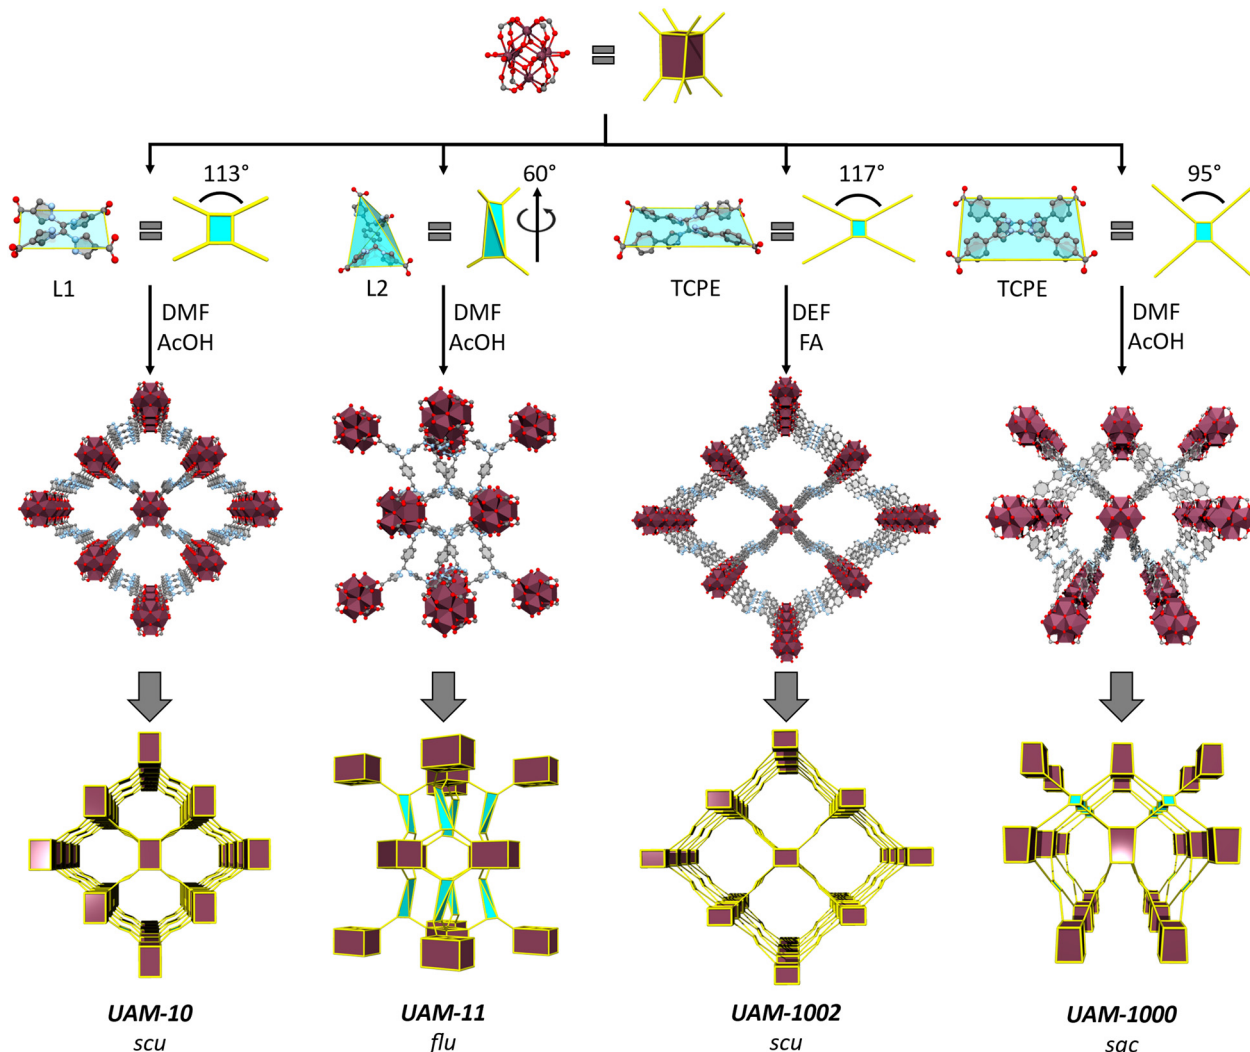 113°
60°
117°
95°
L1
L2
TCPE
TCPE
DMF
AcOH
DMF
AcOH
DEF
FA
DMF
AcOH
UAM-10
scu
UAM-11
flu
UAM-1002
scu
UAM-1000
sqc